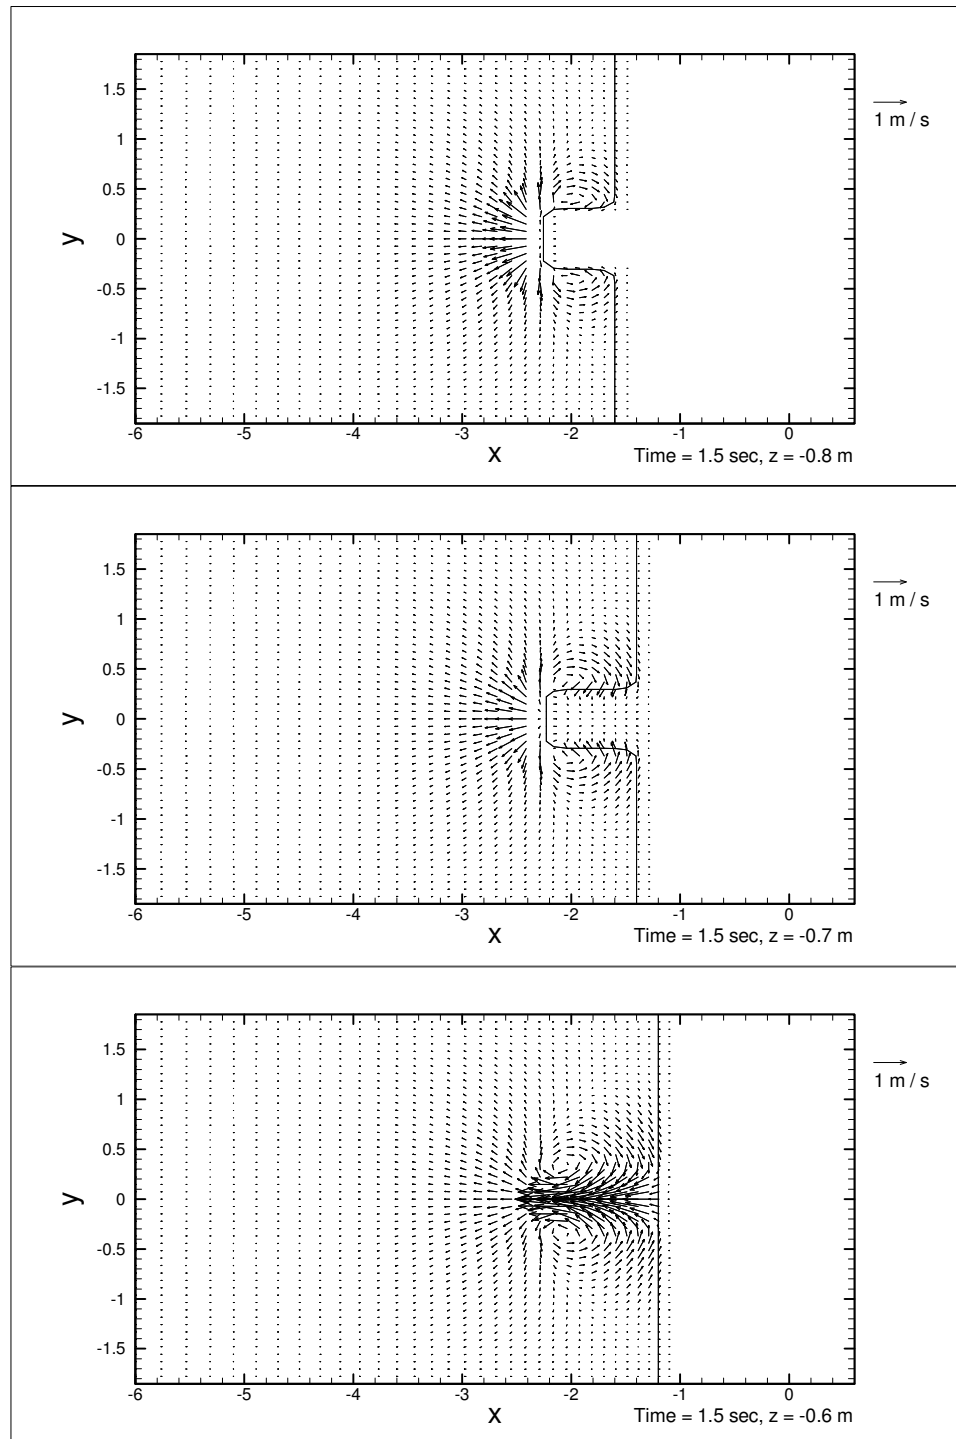 1.5
1 m / s
1
0.5
y
0
-0.5
-1
-1.5
-6 -5 -4 -3 -2 -1 0
X
Time = 1.5 sec, z = -0.8 m
1.5
1 m / s
1
0.5
y
0
-0.5
-1
-1.5
-6 -5 -4 -3 -2 -1 0
X
Time = 1.5 sec, z = -0.7 m
1.5
1 m / s
1
0.5
y
0
-0.5
-1
-1.5
-6 -5 -4 -3 -2 -1 0
X
Time = 1.5 sec, z = -0.6 m